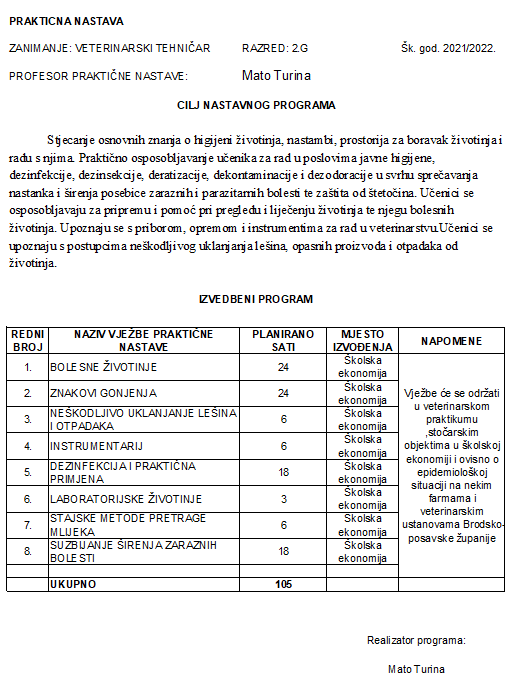 PRAKTICNA NASTAVA
ZANIMANJE: VETERINARSKI TEHNIČAR RAZRED: 2.G Šk. god. 2021/2022.
PROFESOR PRAKTIČNE NASTAVE: Mato Turina
CILJ NASTAVNOG PROGRAMA
Stjecanje osnovnih znanja o higijeni životinja, nastambi, prostorija za boravak životinja i
radu s njima. Praktično osposobljavanje učenika za rad u poslovima javne higijene,
dezinfekcije, dezinsekcije, deratizacije, dekontaminacije i dezodoracije u svrhu sprečavanja
nastanka i širenja posebice zaraznih i parazitarnih bolesti te zaštita od štetočina. Učenici se
osposobljavaju za pripremu i pomoć pri pregledu i liječenju životinja te njegu bolesnih
životinja. Upoznaju se s priborom, opremom i instrumentima za rad u veterinarstvu.Učenici se
upoznaju s postupcima neškodljivog uklanjanja lešina, opasnih proizvoda i otpadaka od
životinja.
IZVEDBENI PROGRAM
REDNI BROJ NAZIV VJEŽBE PRAKTIČNE NASTAVE PLANIRANO SATI MJESTO IZVOĐENJA NAPOMENE
1. BOLESNE ŽIVOTINJE 24 Školska ekonomija
2. ZNAKOVI GONJENJA 24 Školska ekonomija
3. NEŠKODLJIVO UKLANJANJE LEŠINA I OTPADAKA 6 Školska ekonomija
4. INSTRUMENTARIJ 6 Školska ekonomija
5. DEZINFEKCIJA I PRAKTIČNA PRIMJENA 18 Školska ekonomija
6. LABORATORIJSKE ŽIVOTINJE 3 Školska ekonomija
7. STAJSKE METODE PRETRAGE MLIJEKA 6 Školska ekonomija
8. SUZBIJANJE ŠIRENJA ZARAZNIH BOLESTI 18 Školska ekonomija
Vježbe će se održati
u veterinarskom
praktikumu
,stočarskim
objektima u školskoj
ekonomiji i ovisno o
epidemiološkoj
situaciji na nekim
farmama i
veterinarskim
ustanovama Brodsko-
posavske županije
UKUPNO 105
Realizator programa:
Mato Turina